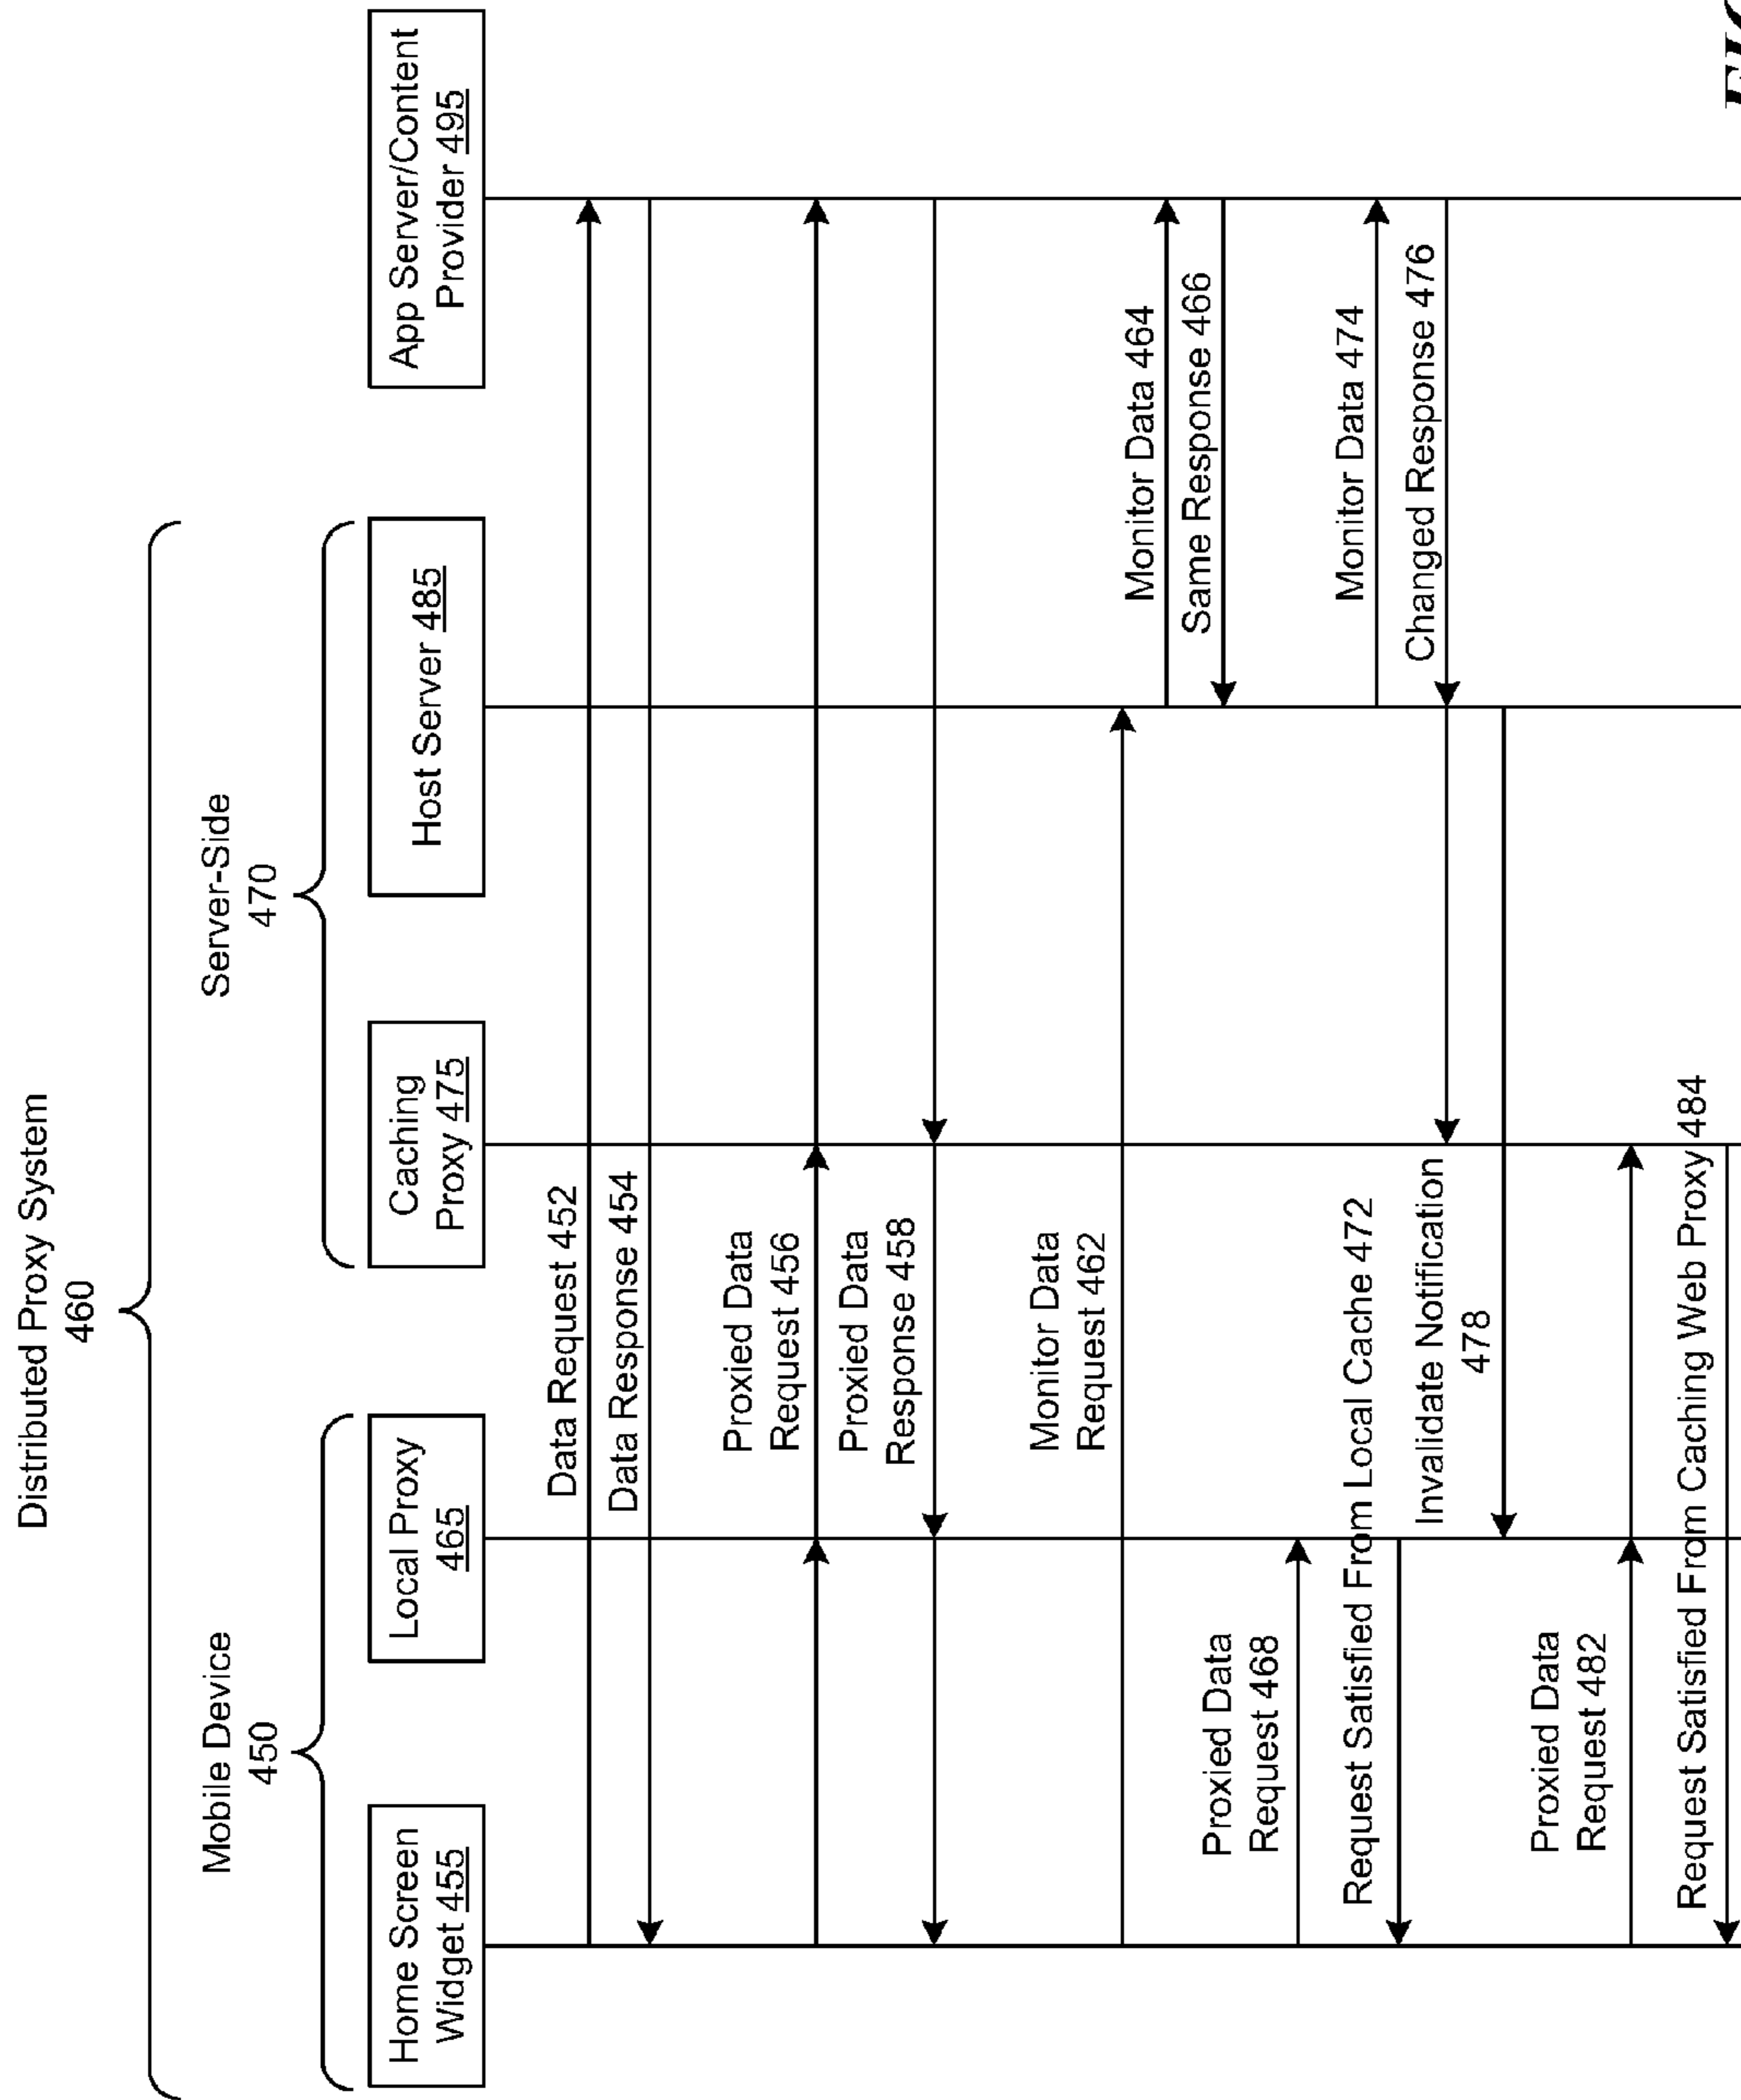 Distributed Proxy System
460
Mobile Device
450
Server-Side
470
Home Screen
Widget 455
Local Proxy
465
Caching
Proxy 475
Host Server 485
App Server/Content
Provider 495
Data Request 452
Data Response 454
Proxied Data
Request 456
Proxied Data
Response 458
Monitor Data
Request 462
Monitor Data 464
Same Response 466
Proxied Data
Request 468
Request Satisfied From Local Cache 472
Monitor Data 474
Changed Response 476
Invalidate Notification
478
Proxied Data
Request 482
Request Satisfied From Caching Web Proxy 484